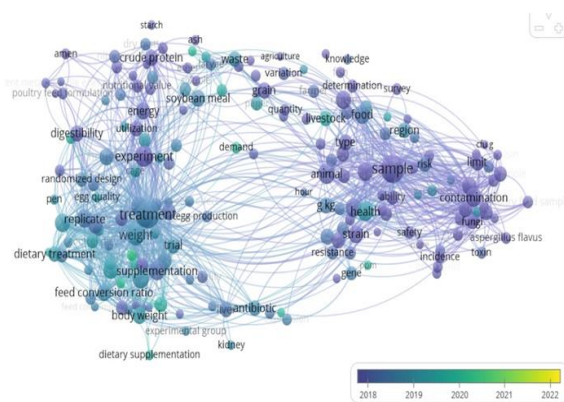 starch
ash
amen
crude protein
waste
agriculture
knowledge
variation
nutritional value
determination
survey
poultry feed formulation
grain
soybean meal
quantity
energy
livestock
food
digestibility
utilization
region
demand
type
experiment
sample
risk
limit
randomized design
animal
pen
egg quality
hour
ability
contamination
g kg
replicate
treatment
egg production
health
fungi
weight
strain
safety
aspergillus flavus
dietary treatment
trial
resistance
toxin
incidence
supplementation
gene
feed conversion ratio
antibiotic
body weight
experimental group
kidney
dietary supplementation
2018 2019 2020 2021 2022